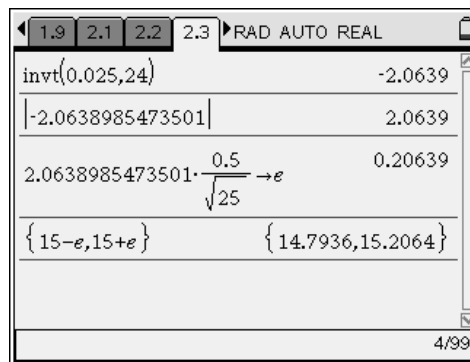 1.9 2.1 2.2 2.3 RAD AUTO REAL
invt(0.025,24) -2.0639
|-2.0638985473501| 2.0639
2.0638985473501·0.5/√25→e 0.20639
{15-e,15+e} {14.7936,15.2064}
4/99